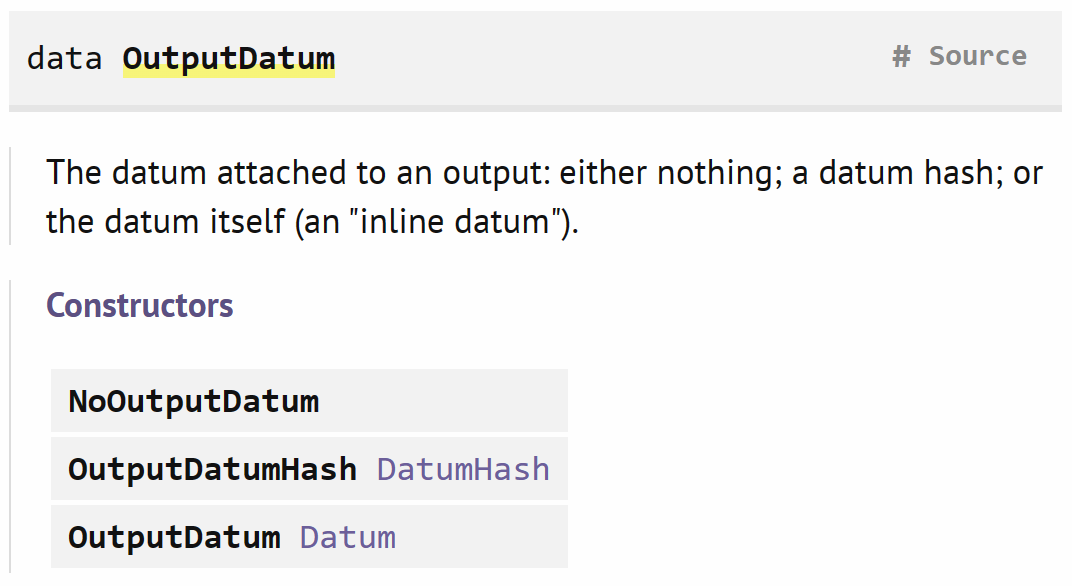 data OutputDatum # Source
The datum attached to an output: either nothing; a datum hash; or
the datum itself (an "inline datum").
Constructors
NoOutputDatum
OutputDatumHash DatumHash
OutputDatum Datum